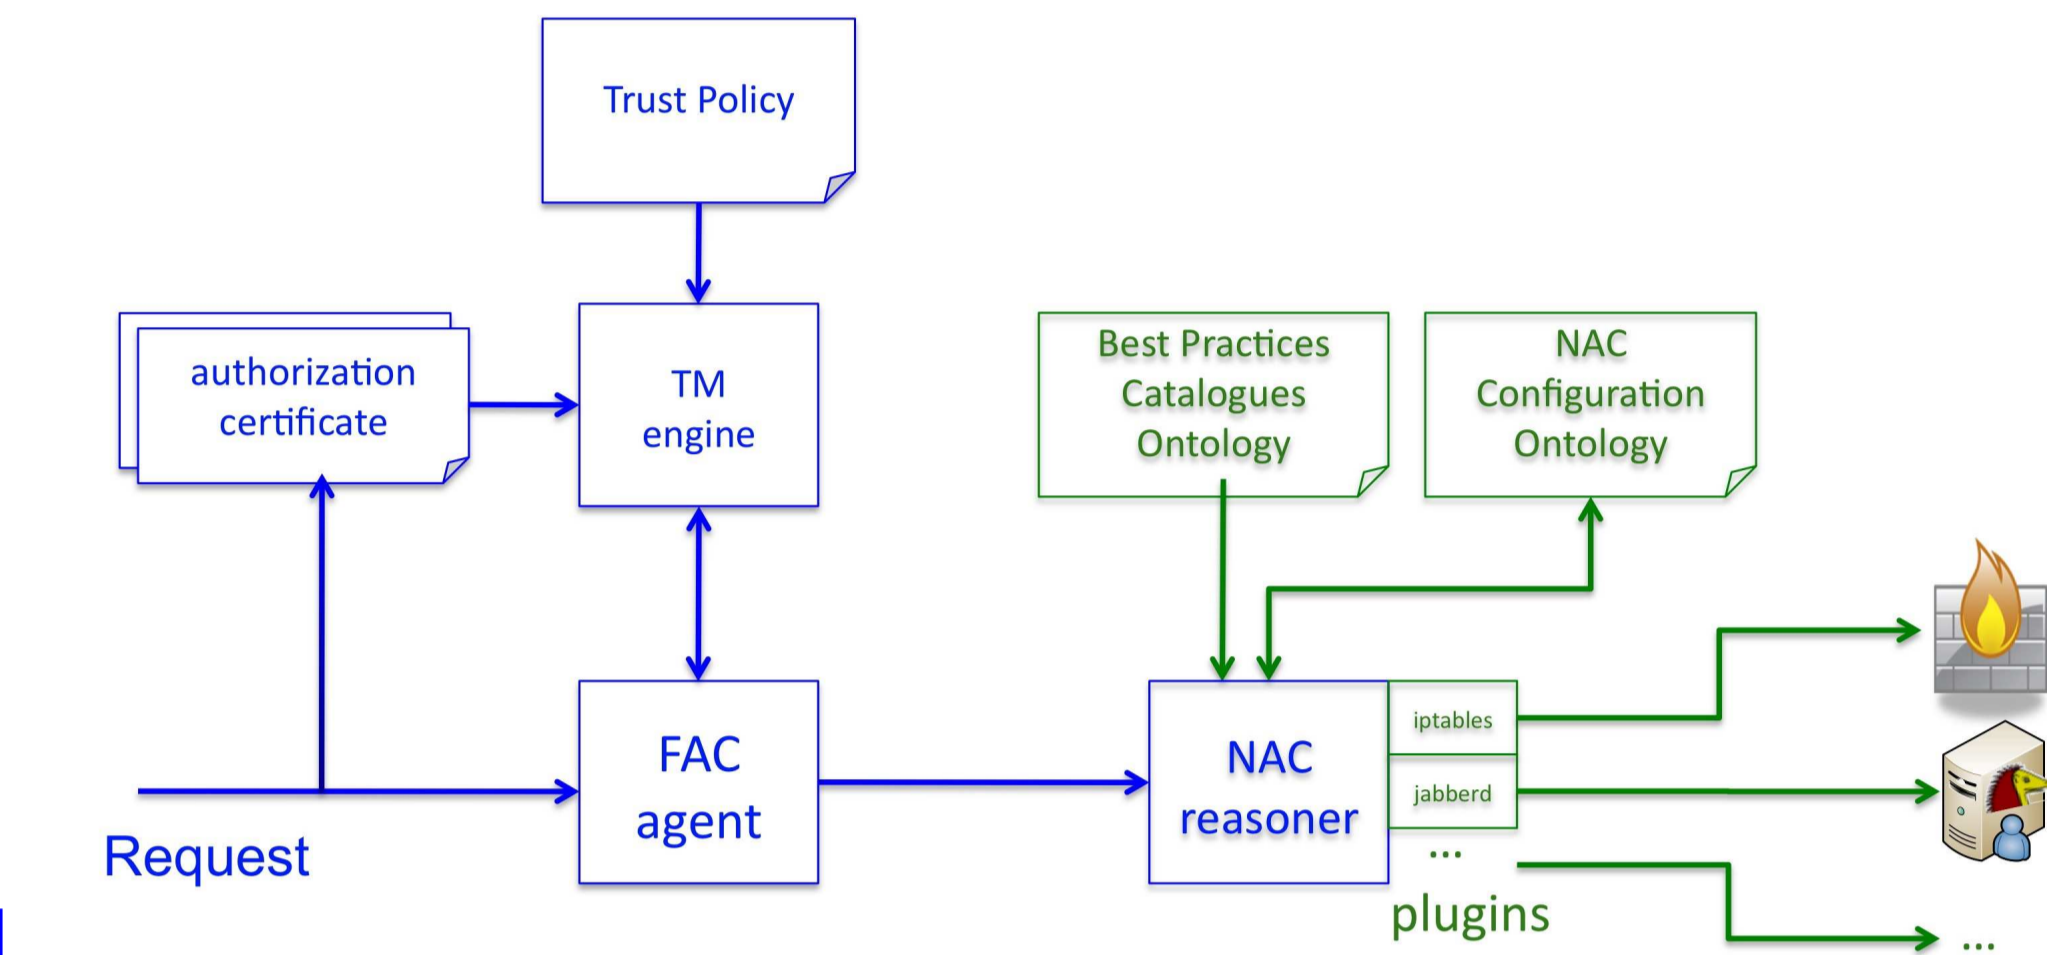 Trust Policy
authorization
certificate
TM
engine
Best Practices
Catalogues
Ontology
NAC
Configuration
Ontology
Request
FAC
agent
NAC
reasoner
iptables
jabberd
...
plugins
...